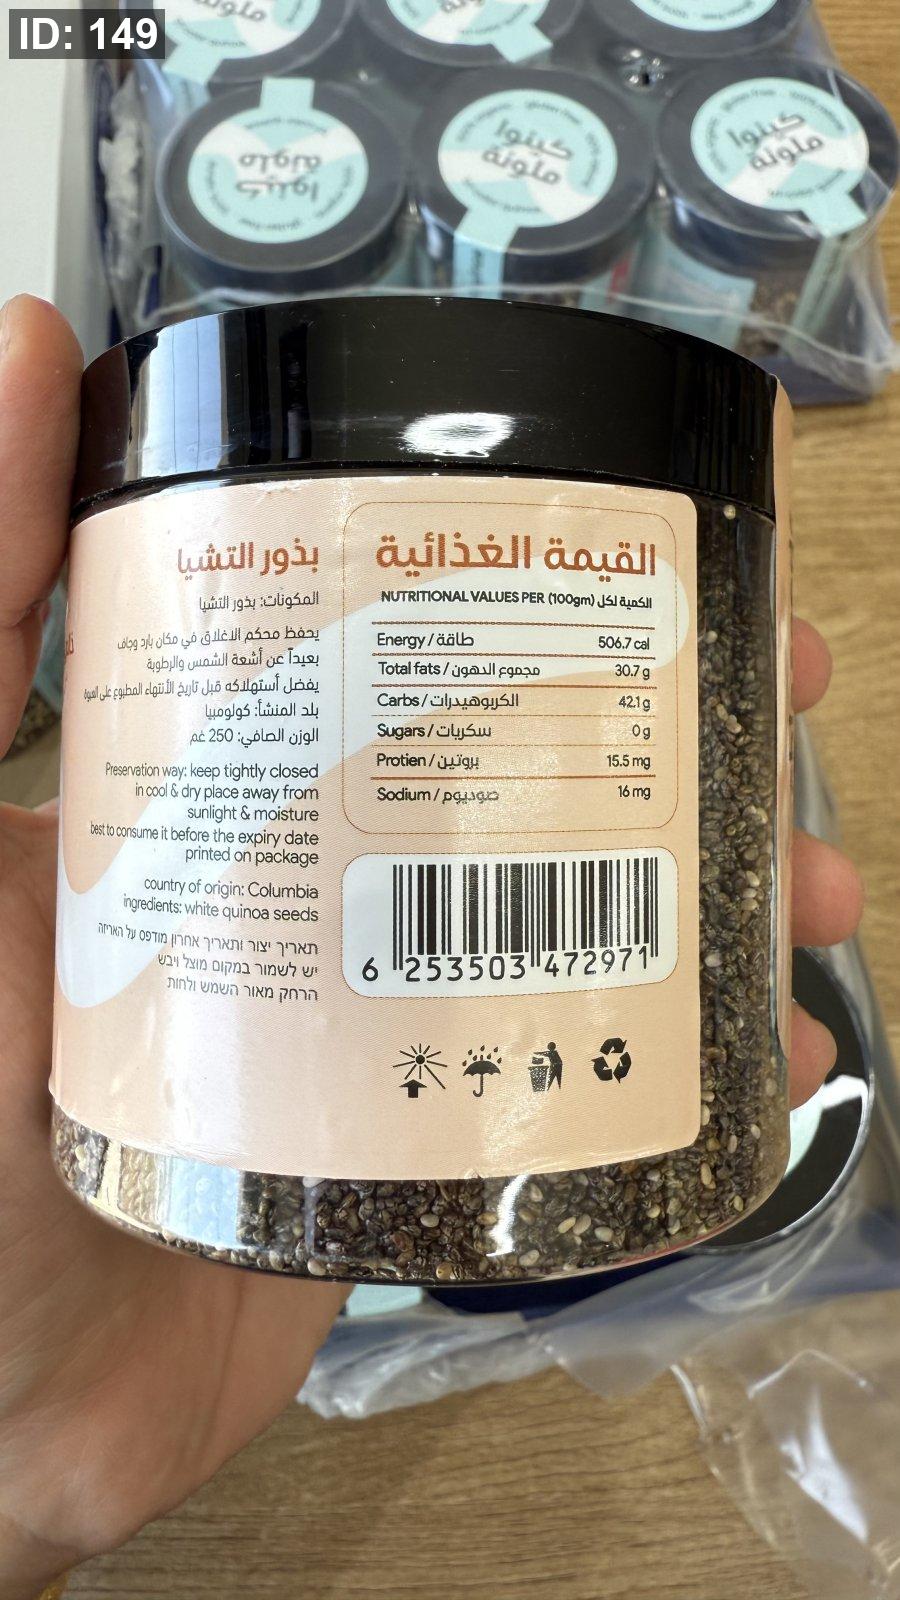 ID: 149
كينوا
ملونة
كينوا
ملونة
كينوا
ملونة
القيمة الغذائية
NUTRITIONAL VALUES PER (100gm) الكمية لكل
Energy / طاقة 506.7 cal
Total fats / مجموع الدهون 30.7 g
Carbs / الكربوهيدرات 42.1 g
Sugars / سكريات 0 g
Protien / بروتين 15.5 mg
Sodium / صوديوم 16 mg
6 253503 472971
بذور التشيا
المكونات: بذور التشيا
يحفظ محكم الاغلاق في مكان بارد وجاف
بعيداً عن أشعة الشمس والرطوبة
يفضل أستهلاكه قبل تاريخ الأنتهاء المطبوع على العبوة
بلد المنشأ: كولومبيا
الوزن الصافي: 250 غم
Preservation way: keep tightly closed
in cool & dry place away from
sunlight & moisture
best to consume it before the expiry date
printed on package
country of origin: Columbia
ingredients: white quinoa seeds
תאריך יצור ותאריך אחרון מודפס על האריזה
יש לשמור במקום מוצל ויבש
הרחק מאור השמש ולחות